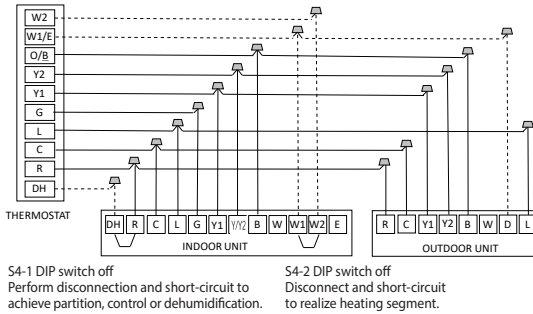 W2
W1/E
O/B
Y2
Y1
G
L
C
R
DH
THERMOSTAT
DH R C L G Y1 Y/Y2 B W W1 W2 E
INDOOR UNIT
R C Y1 Y2 B W D L
OUTDOOR UNIT
S4-1 DIP switch off
Perform disconnection and short-circuit to
achieve partition, control or dehumidification.
S4-2 DIP switch off
Disconnect and short-circuit
to realize heating segment.